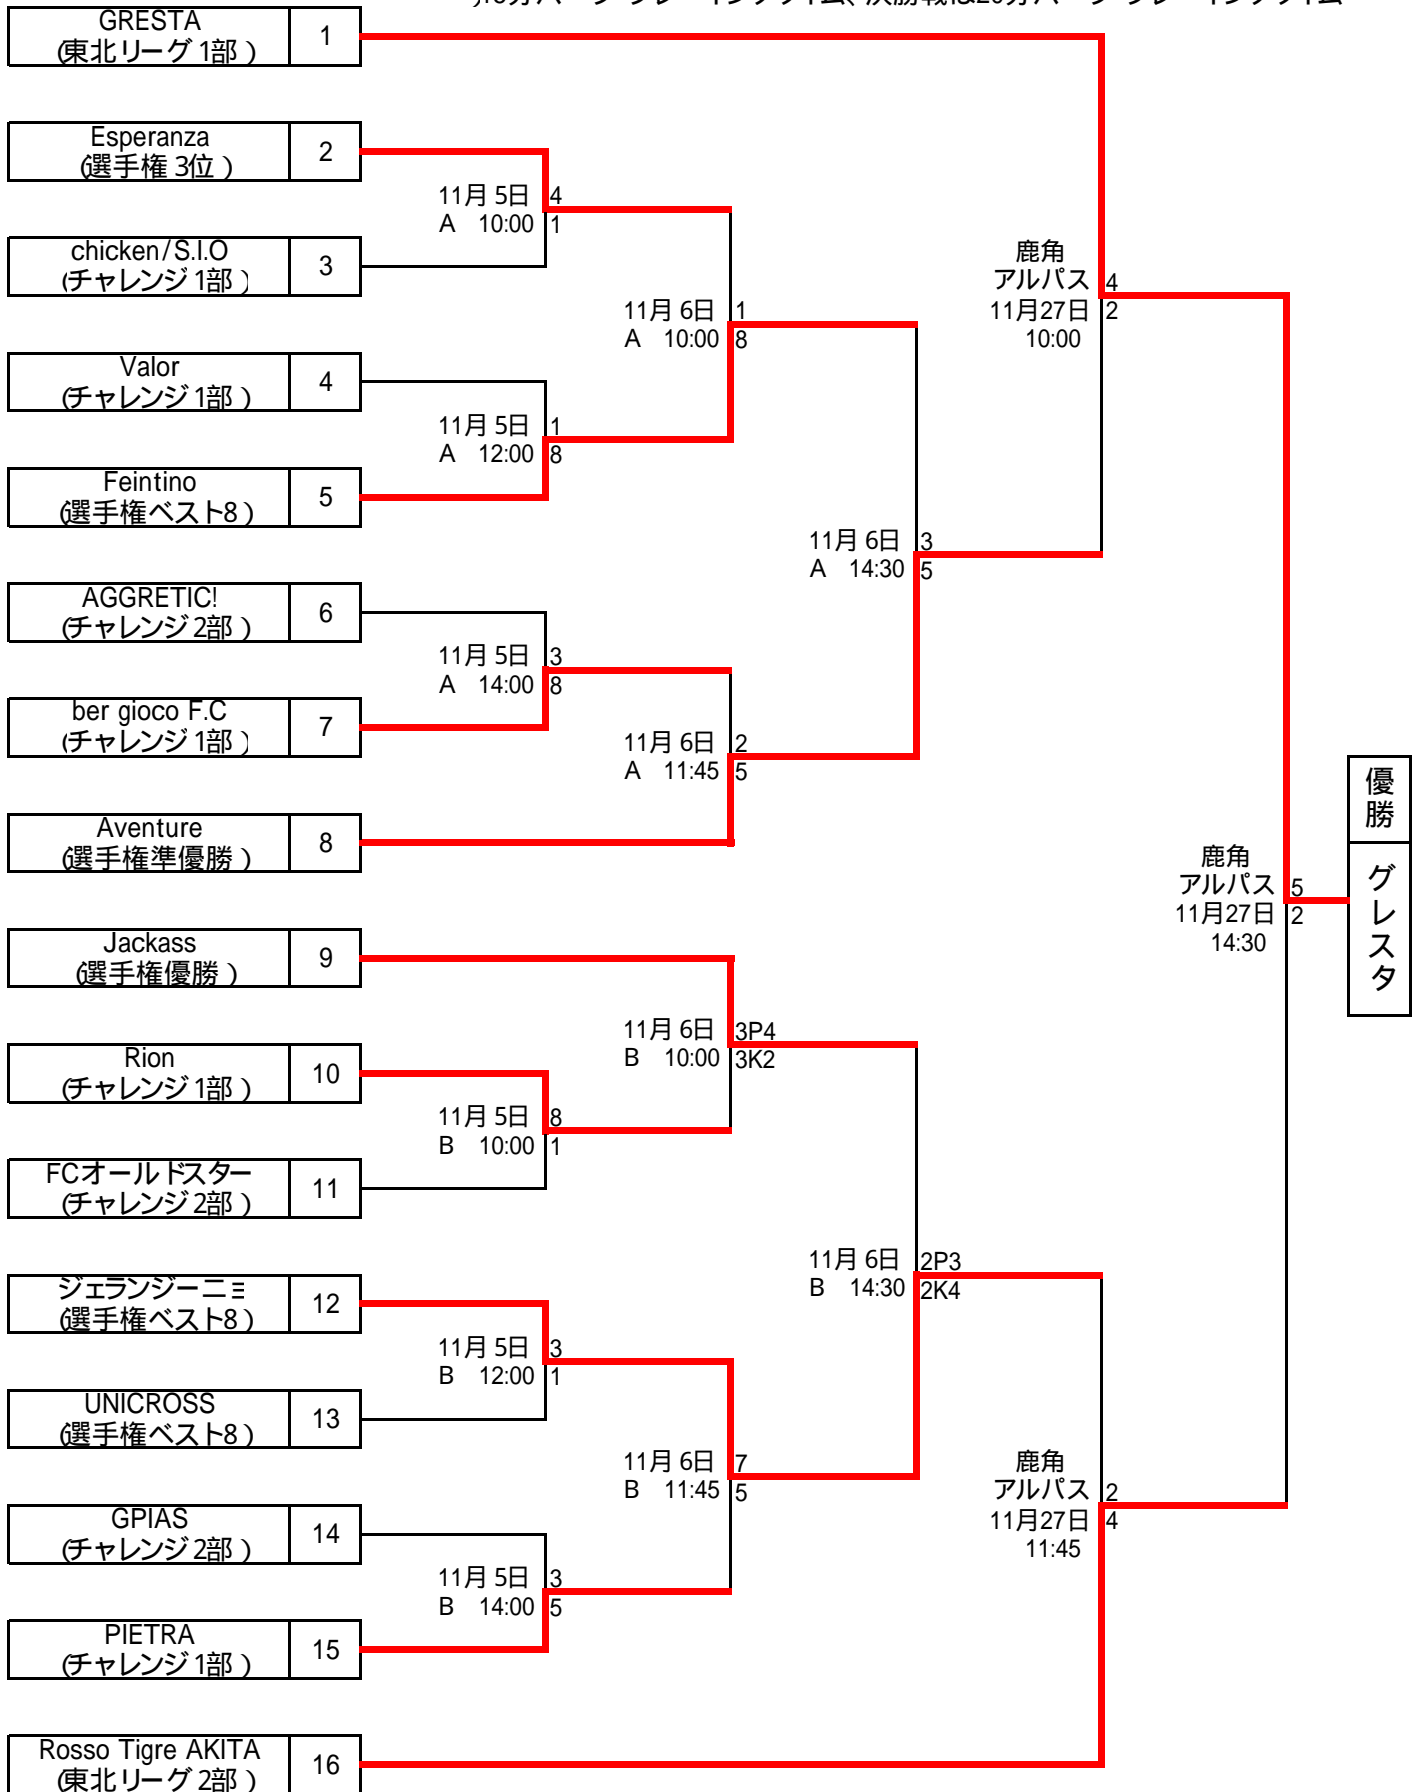 GRESTA
(東北リーグ1部)
1
Esperanza
(選手権3位)
2
11月5日 4
A 10:00 1
chicken/S.I.O
(チャレンジ1部)
3
鹿角
アルパス 4
11月27日 2
10:00
11月6日 1
A 10:00 8
Valor
(チャレンジ1部)
4
11月5日 1
A 12:00 8
Feintino
(選手権ベスト8)
5
11月6日 3
A 14:30 5
AGGRETIC!
(チャレンジ2部)
6
11月5日 3
A 14:00 8
ber gioco F.C
(チャレンジ1部)
7
11月6日 2
A 11:45 5
Aventure
(選手権準優勝)
8
優勝
グレスタ
鹿角
アルパス 5
11月27日 2
14:30
Jackass
(選手権優勝)
9
11月6日 3P4
B 10:00 3K2
Rion
(チャレンジ1部)
10
11月5日 8
B 10:00 1
FCオールドスター
(チャレンジ2部)
11
11月6日 2P3
B 14:30 2K4
ジェランジーニョ
(選手権ベスト8)
12
11月5日 3
B 12:00 1
UNICROSS
(選手権ベスト8)
13
11月6日 7
B 11:45 5
鹿角
アルパス 2
11月27日 4
11:45
GPIAS
(チャレンジ2部)
14
11月5日 3
B 14:00 5
PIETRA
(チャレンジ1部)
15
Rosso Tigre AKITA
(東北リーグ2部)
16